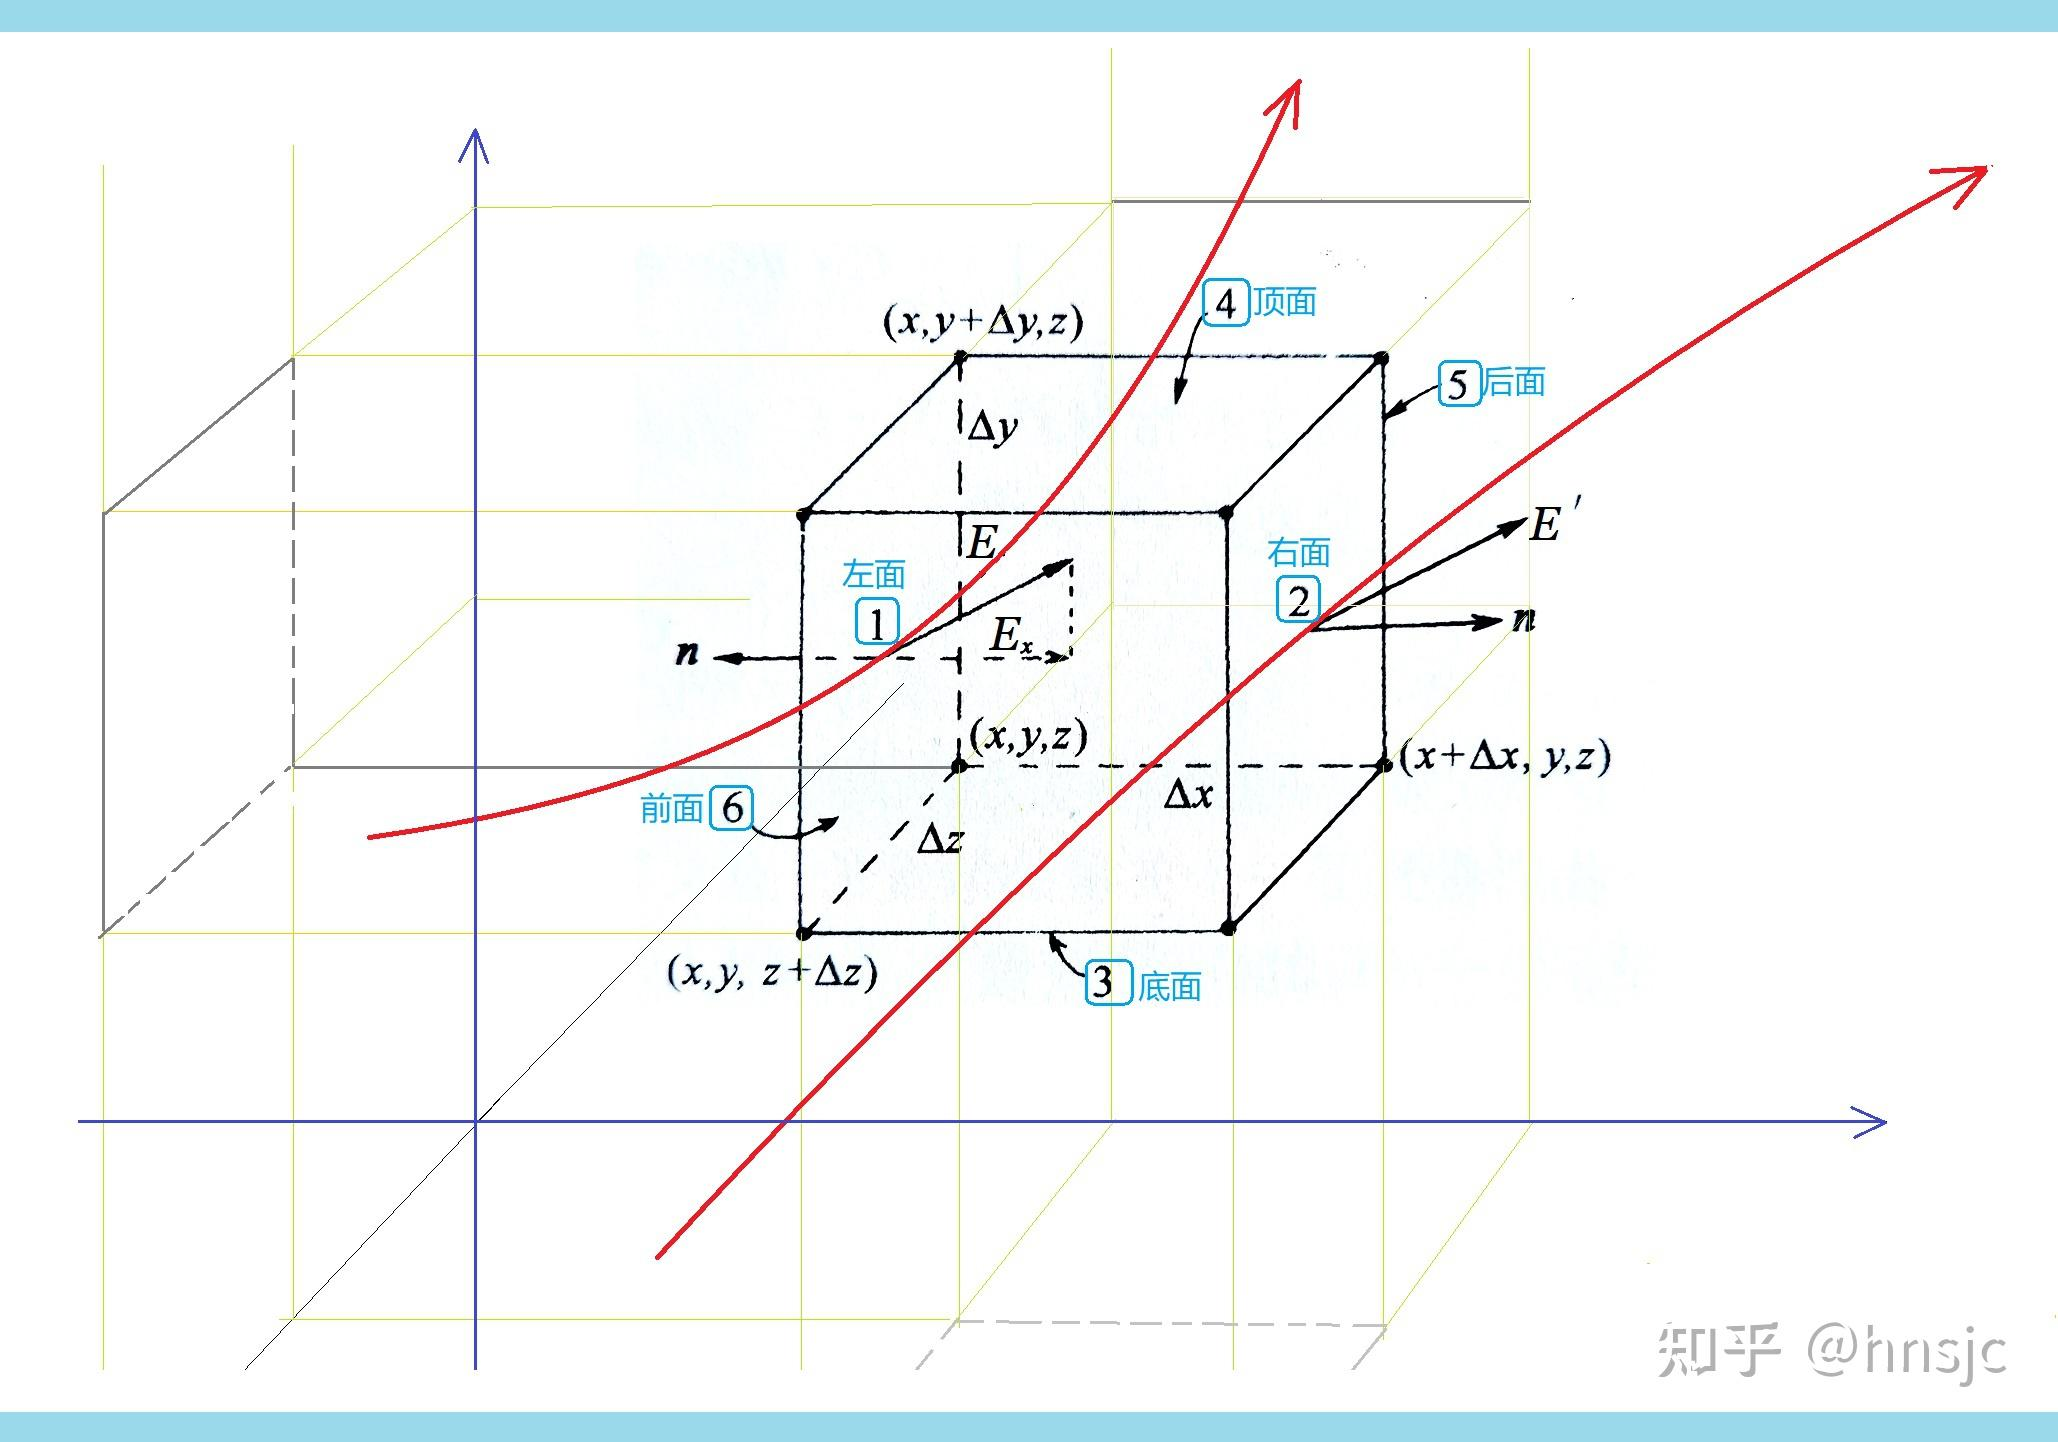 (x,y+Δy,z)
4 顶面
5 后面
Δy
E
E′
左面
1
右面
2
n
Eₓ
n
(x,y,z)
(x+Δx, y,z)
前面 6
Δx
Δz
(x,y, z+Δz)
3 底面
知乎 @hnsjc